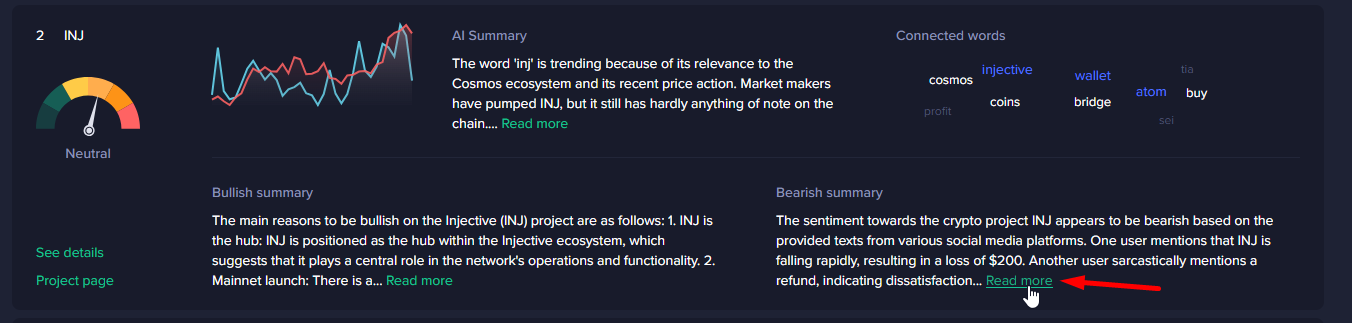 2 INJ
Neutral
See details
Project page
AI Summary
The word 'inj' is trending because of its relevance to the
Cosmos ecosystem and its recent price action. Market makers
have pumped INJ, but it still has hardly anything of note on the
chain.... Read more
Connected words
cosmos injective wallet tia
profit coins bridge atom buy
sei
Bullish summary
The main reasons to be bullish on the Injective (INJ) project are as follows: 1. INJ is
the hub: INJ is positioned as the hub within the Injective ecosystem, which
suggests that it plays a central role in the network's operations and functionality. 2.
Mainnet launch: There is a... Read more
Bearish summary
The sentiment towards the crypto project INJ appears to be bearish based on the
provided texts from various social media platforms. One user mentions that INJ is
falling rapidly, resulting in a loss of $200. Another user sarcastically mentions a
refund, indicating dissatisfaction... Read more